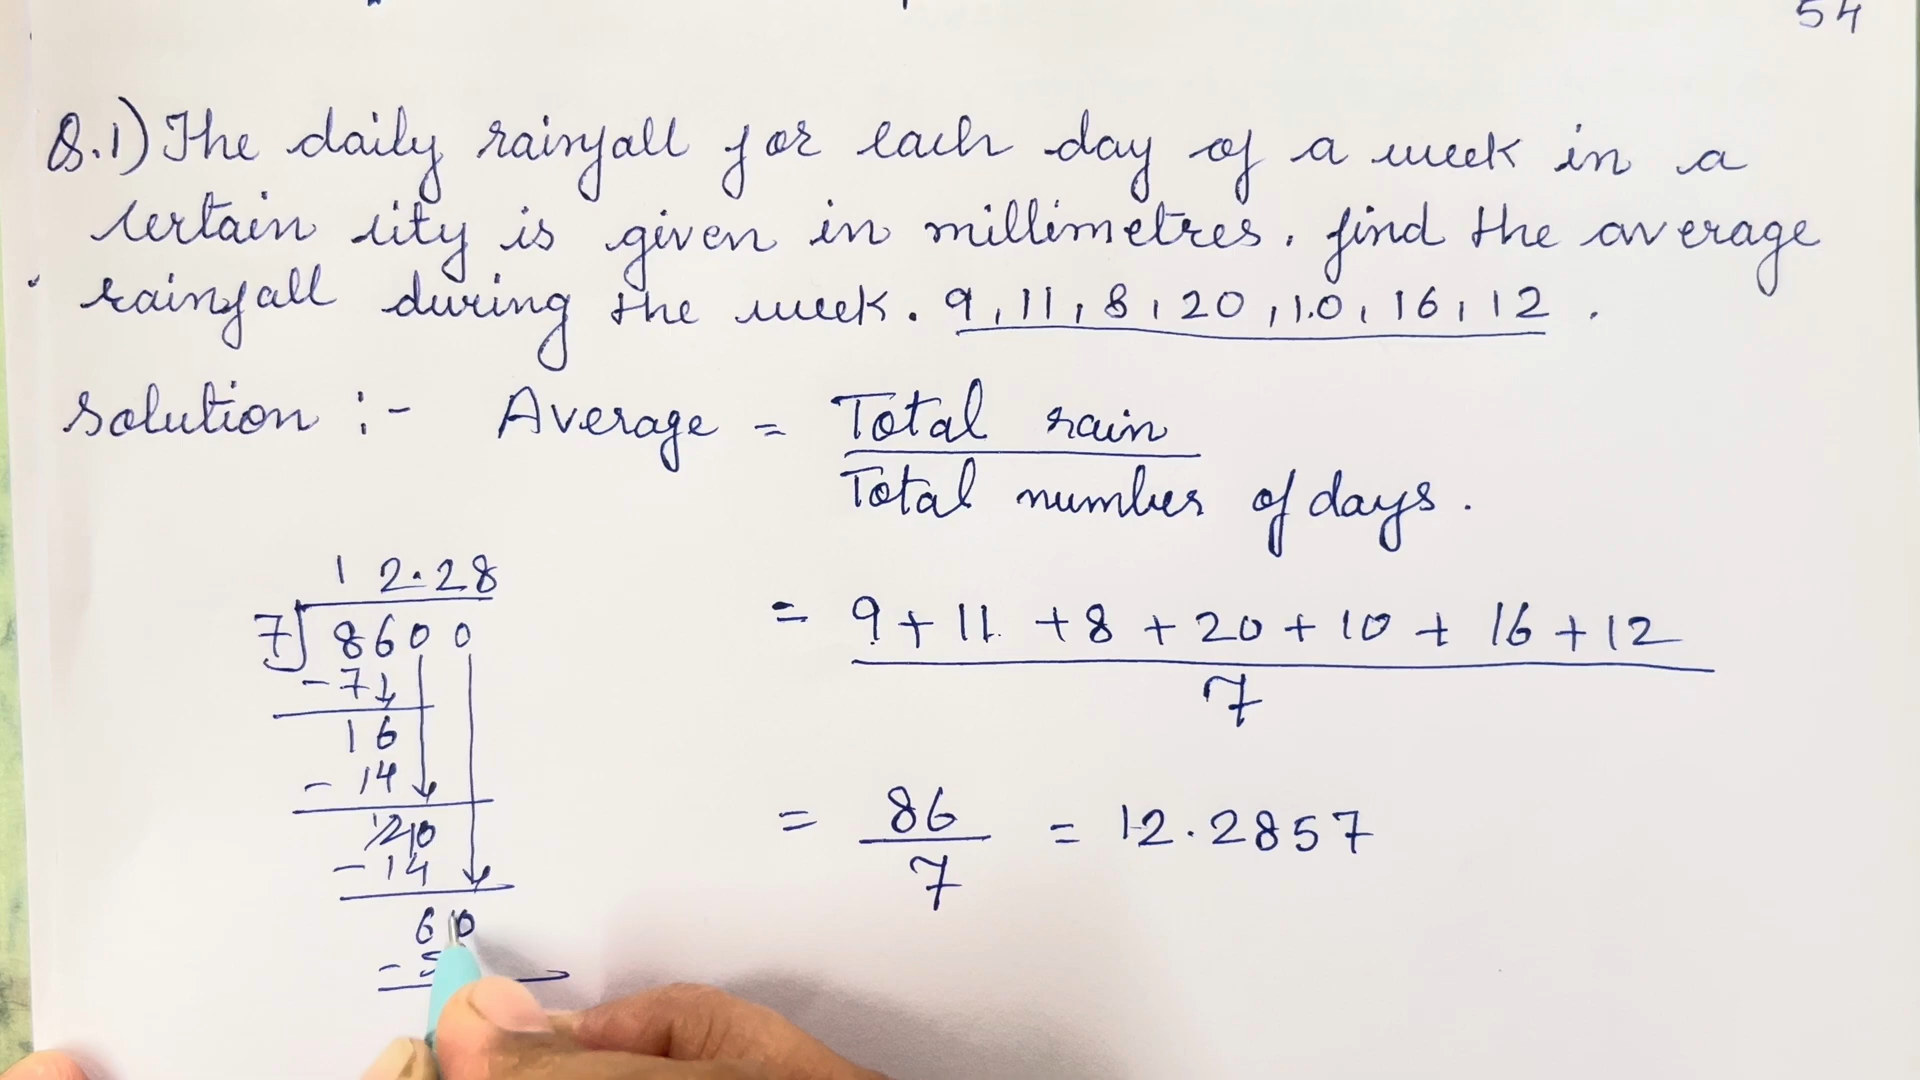 54
Q.1) The daily rainfall for each day of a week in a
certain city is given in millimetres. find the average
rainfall during the week. 9, 11, 8, 20, 10, 16, 12.
Solution :- Average = Total rain
Total number of days.
= 9 + 11 + 8 + 20 + 10 + 16 + 12
7
= 86
7
= 12.2857
12.28
7 8600
-7
16
-14
20
-14
60
-5